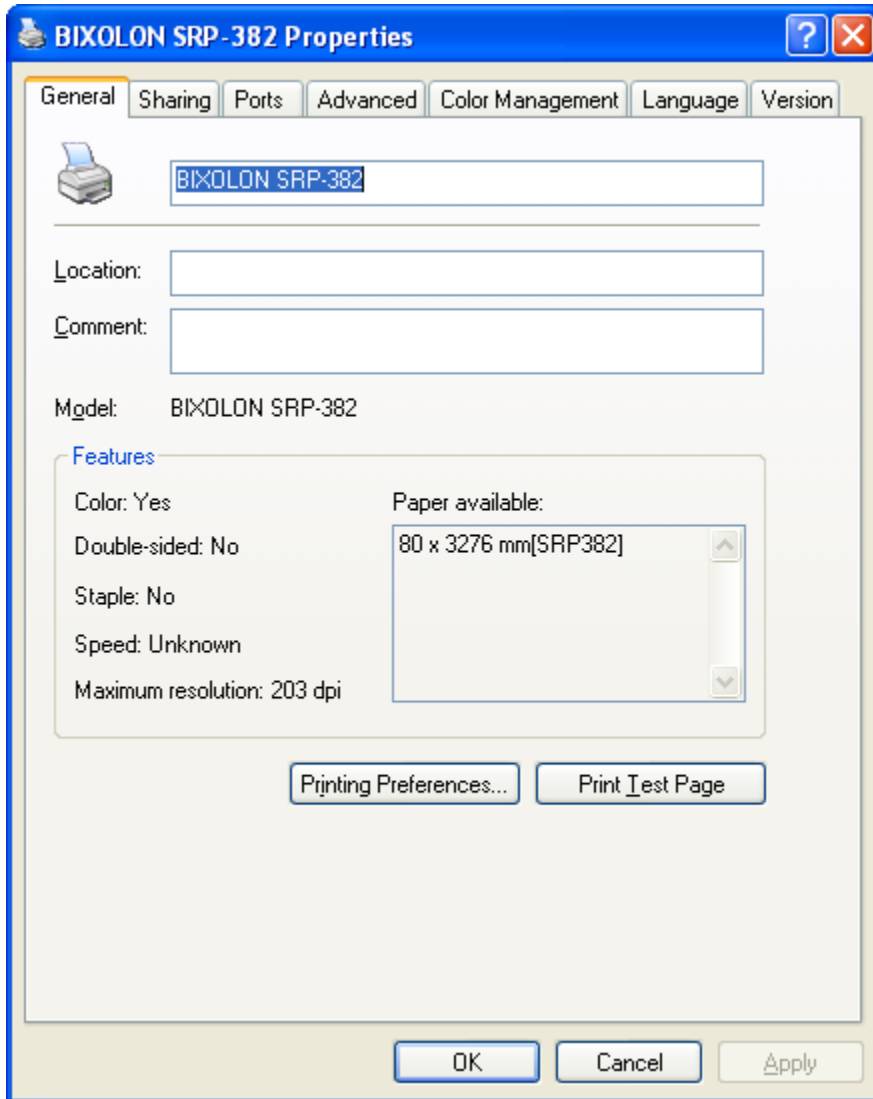 BIXOLON SRP-382 Properties
General Sharing Ports Advanced Color Management Language Version
BIXOLON SRP-382
Location:
Comment:
Model: BIXOLON SRP-382
Features
Color: Yes
Double-sided: No
Staple: No
Speed: Unknown
Maximum resolution: 203 dpi
Paper available:
80 x 3276 mm[SRP382]
Printing Preferences... Print Test Page
OK Cancel Apply